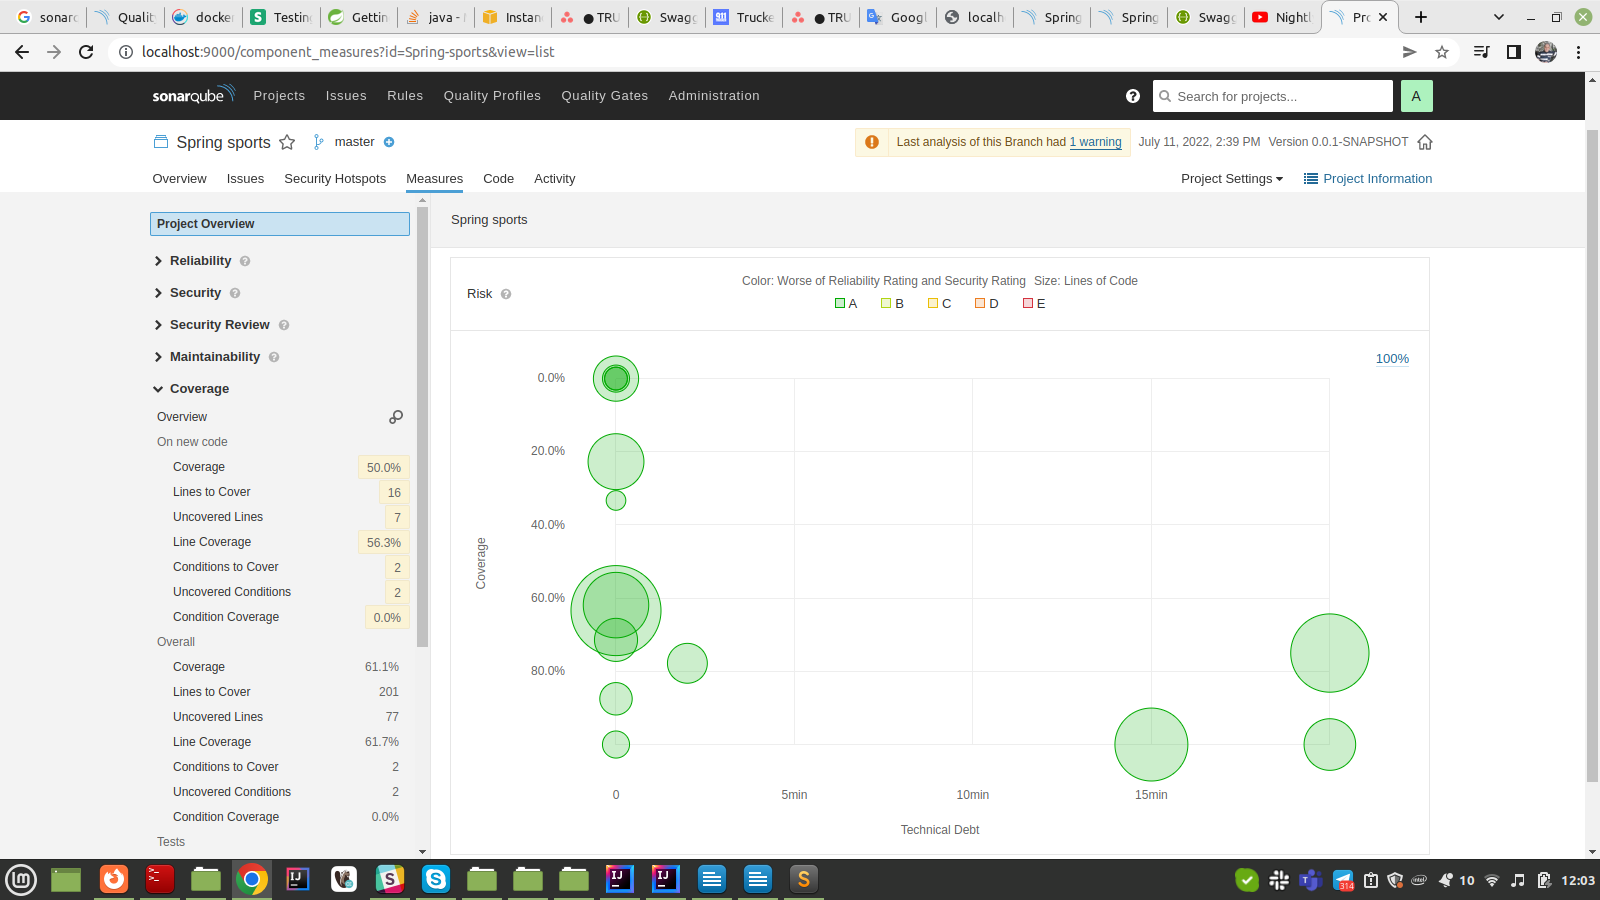 sonarc
Quality
docke
Testing
Gettin
java - N
Instan
● TRU
Swagg
Trucke
● TRU
Googl
localh
Spring
Spring
Swagg
Nightl
Pro
localhost:9000/component_measures?id=Spring-sports&view=list
sonarqube
Projects
Issues
Rules
Quality Profiles
Quality Gates
Administration
?
Search for projects...
A
Spring sports
master
Last analysis of this Branch had 1 warning
July 11, 2022, 2:39 PM
Version 0.0.1-SNAPSHOT
Overview
Issues
Security Hotspots
Measures
Code
Activity
Project Settings
Project Information
Project Overview
Reliability ?
Security ?
Security Review ?
Maintainability ?
Coverage
Overview
On new code
Coverage 50.0%
Lines to Cover 16
Uncovered Lines 7
Line Coverage 56.3%
Conditions to Cover 2
Uncovered Conditions 2
Condition Coverage 0.0%
Overall
Coverage 61.1%
Lines to Cover 201
Uncovered Lines 77
Line Coverage 61.7%
Conditions to Cover 2
Uncovered Conditions 2
Condition Coverage 0.0%
Tests
Spring sports
Risk ?
Color: Worse of Reliability Rating and Security Rating Size: Lines of Code
A B C D E
100%
0.0%
20.0%
40.0%
60.0%
80.0%
Coverage
0 5min 10min 15min
Technical Debt
314
10
12:03